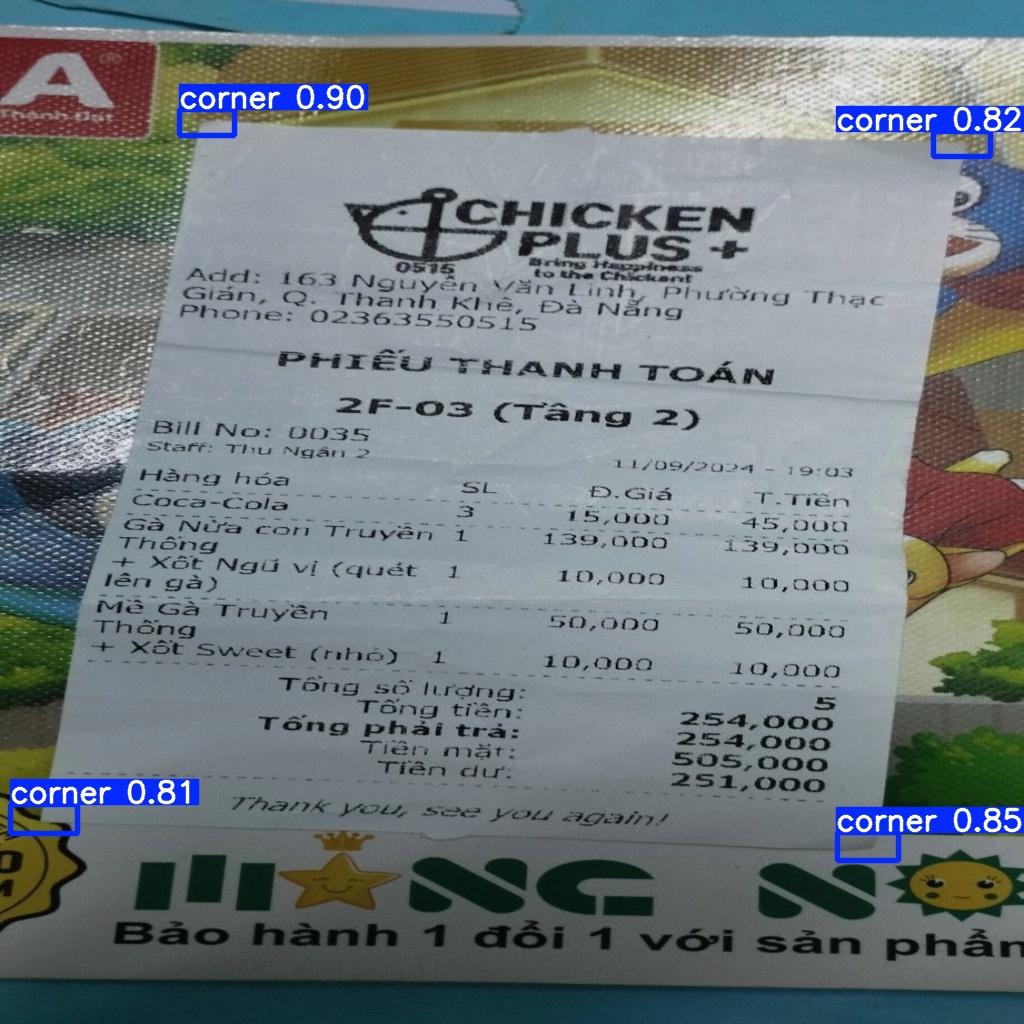 A®
Thành Đạt
corner 0.90
corner 0.82
CHICKEN
PLUS +
0515
Bring Happiness
to the Chickent
Add: 163 Nguyễn Văn Linh, Phường Thạc
Gián, Q. Thanh Khê, Đà Nẵng
Phone: 02363550515
PHIẾU THANH TOÁN
2F-03 (Tầng 2)
Bill No: 0035
Staff: Thu Ngân 2
11/09/2024 - 19:03
Hàng hóa SL Đ.Giá T.Tiền
Coca-Cola 3 15,000 45,000
Gà Nửa con Truyền 1 139,000 139,000
Thống
+ Xốt Ngũ vị (quét 1 10,000 10,000
lên gà)
Mề Gà Truyền 1 50,000 50,000
Thống
+ Xốt Sweet (nhỏ) 1 10,000 10,000
Tổng số lượng: 5
Tổng tiền: 254,000
Tổng phải trả: 254,000
Tiền mặt: 505,000
Tiền dư: 251,000
Thank you, see you again!
corner 0.81
corner 0.85
Bảo hành 1 đổi 1 với sản phẩm